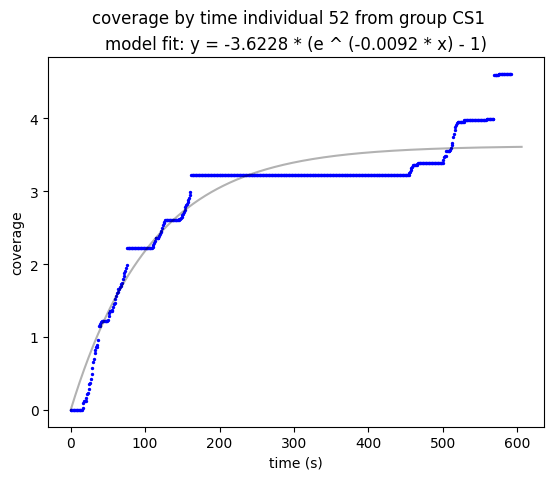 coverage by time individual 52 from group CS1
model fit: y = -3.6228 * (e ^ (-0.0092 * x) - 1)
4
3
2
1
0
coverage
0 100 200 300 400 500 600
time (s)